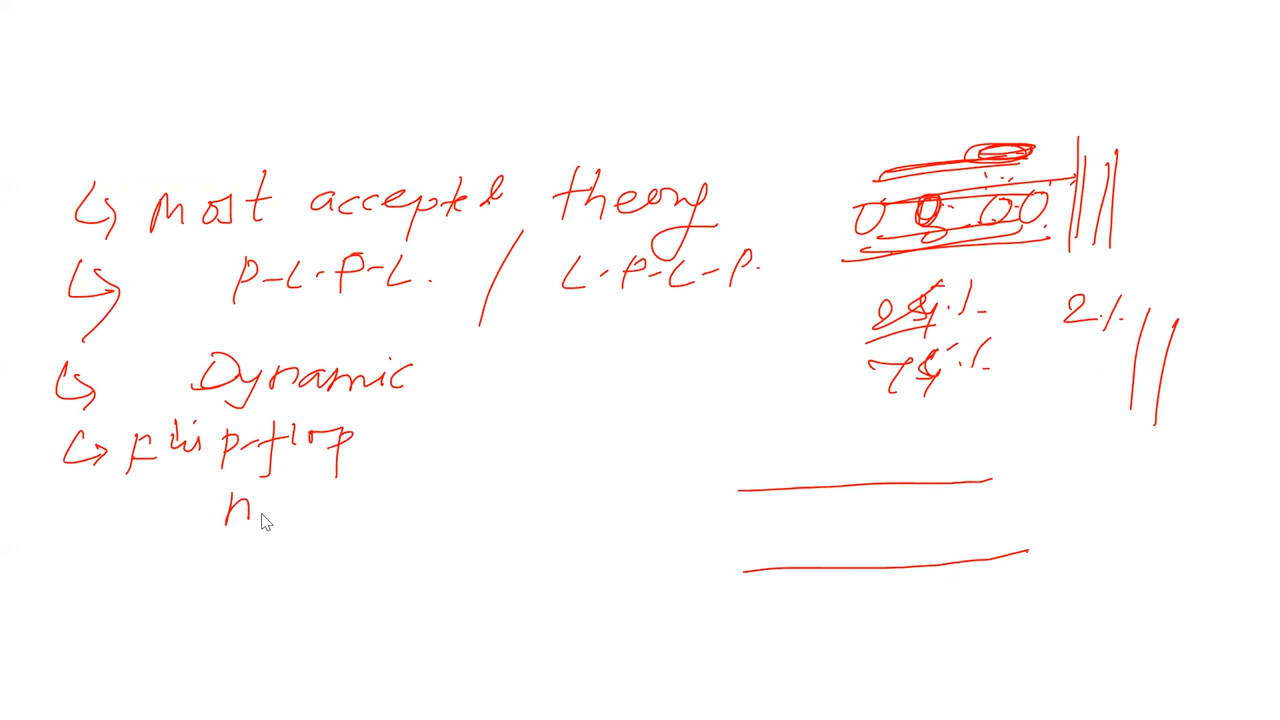 ↳ Most accepted theory
↳ P-L-P-L. / L-P-L-P.
↳ Dynamic
↳ Flip-flop
n
2%